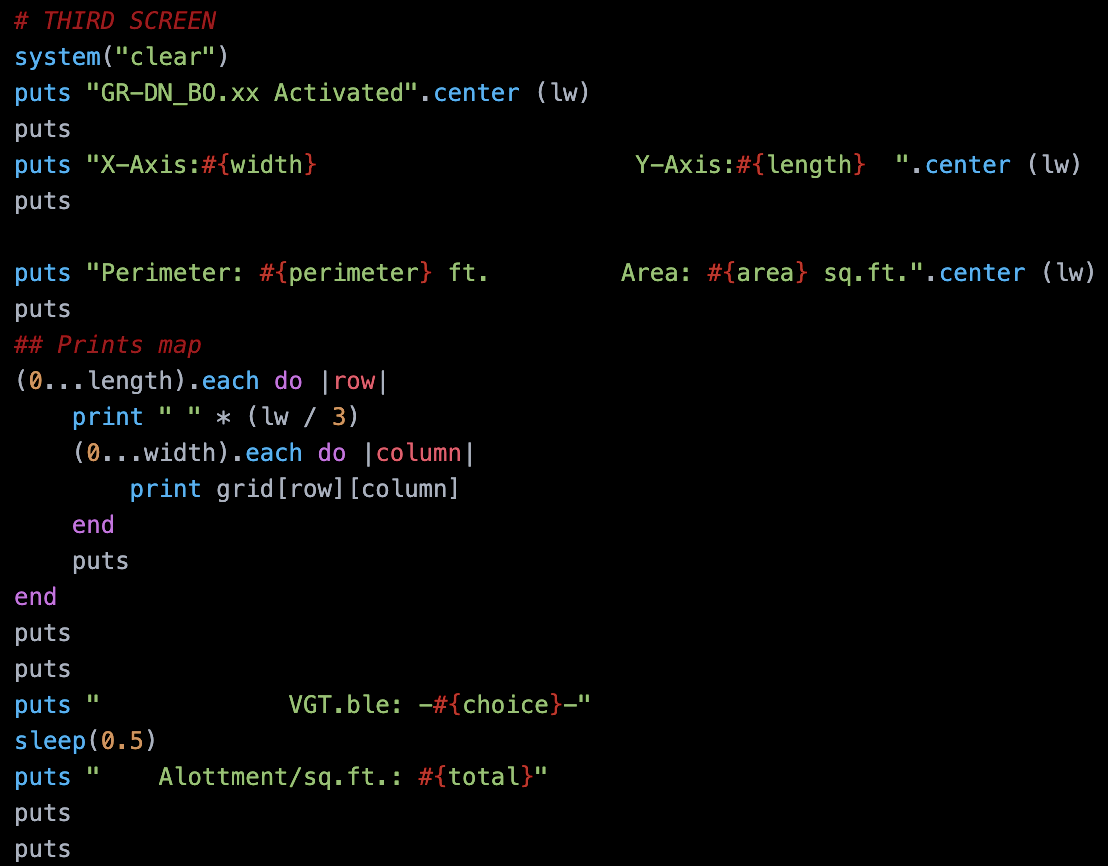 # THIRD SCREEN
system("clear")
puts "GR-DN_BO.xx Activated".center (lw)
puts
puts "X-Axis:#{width}                      Y-Axis:#{length}  ".center (lw)
puts

puts "Perimeter: #{perimeter} ft.         Area: #{area} sq.ft.".center (lw)
puts
## Prints map
(0...length).each do |row|
    print " " * (lw / 3)
    (0...width).each do |column|
        print grid[row][column]
    end
    puts
end
puts
puts
puts "             VGT.ble: -#{choice}-"
sleep(0.5)
puts "    Alottment/sq.ft.: #{total}"
puts
puts